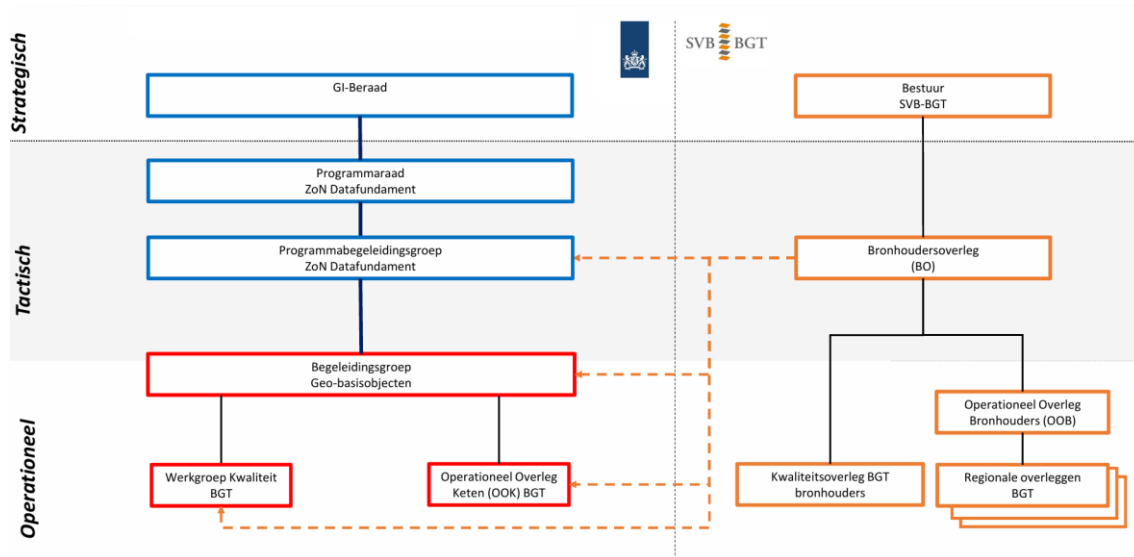 Strategisch
SVB BGT
GI-Beraad
Bestuur
SVB-BGT
Tactisch
Programmaraad
ZoN Datafundament
Programmabegeleidingsgroep
ZoN Datafundament
Bronhoudersoverleg
(BO)
Operationeel
Begeleidingsgroep
Geo-basisobjecten
Operationeel Overleg
Bronhouders (OOB)
Werkgroep Kwaliteit
BGT
Operationeel Overleg
Keten (OOK) BGT
Kwaliteitsoverleg BGT
bronhouders
Regionale overleggen
BGT